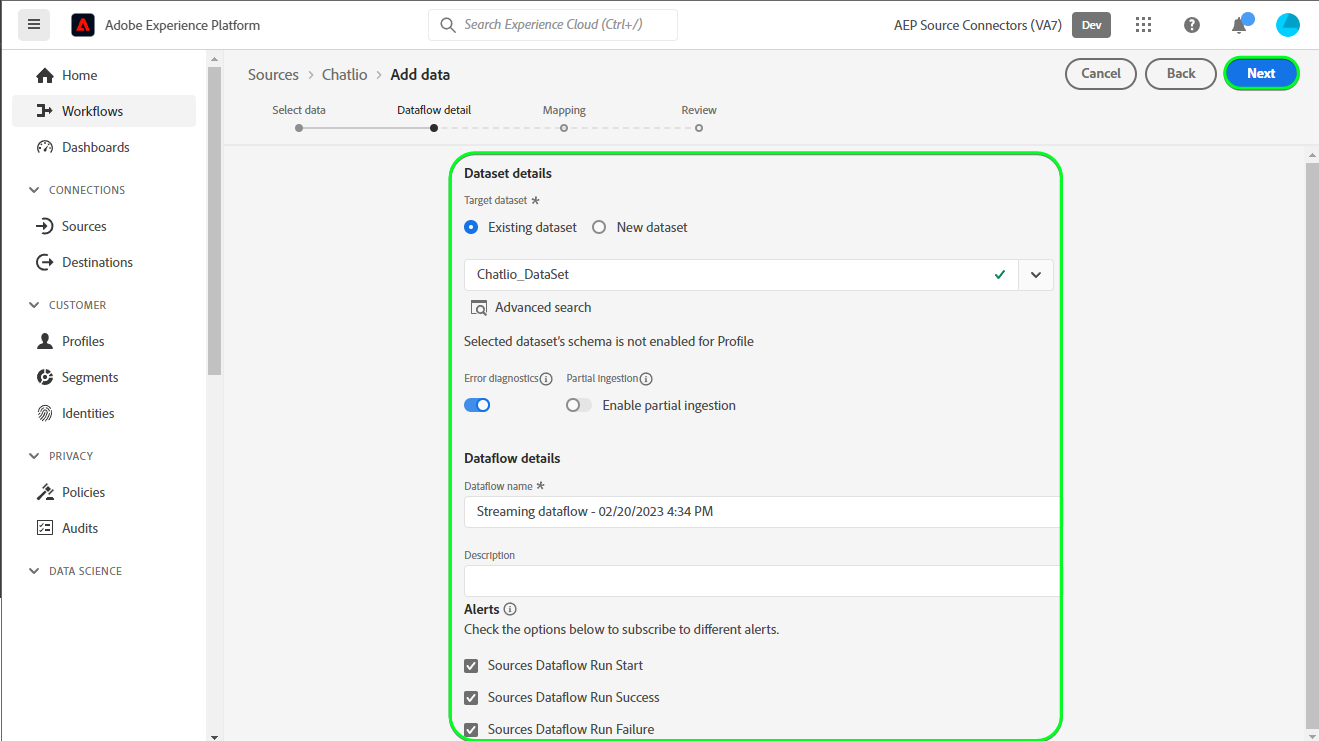 Adobe Experience Platform
Search Experience Cloud (Ctrl+/)
AEP Source Connectors (VA7)
Dev
Home
Workflows
Dashboards
CONNECTIONS
Sources
Destinations
CUSTOMER
Profiles
Segments
Identities
PRIVACY
Policies
Audits
DATA SCIENCE
Sources > Chatlio > Add data
Cancel
Back
Next
Select data
Dataflow detail
Mapping
Review
Dataset details
Target dataset *
Existing dataset
New dataset
Chatlio_DataSet
Advanced search
Selected dataset's schema is not enabled for Profile
Error diagnostics
Partial ingestion
Enable partial ingestion
Dataflow details
Dataflow name *
Streaming dataflow - 02/20/2023 4:34 PM
Description
Alerts
Check the options below to subscribe to different alerts.
Sources Dataflow Run Start
Sources Dataflow Run Success
Sources Dataflow Run Failure